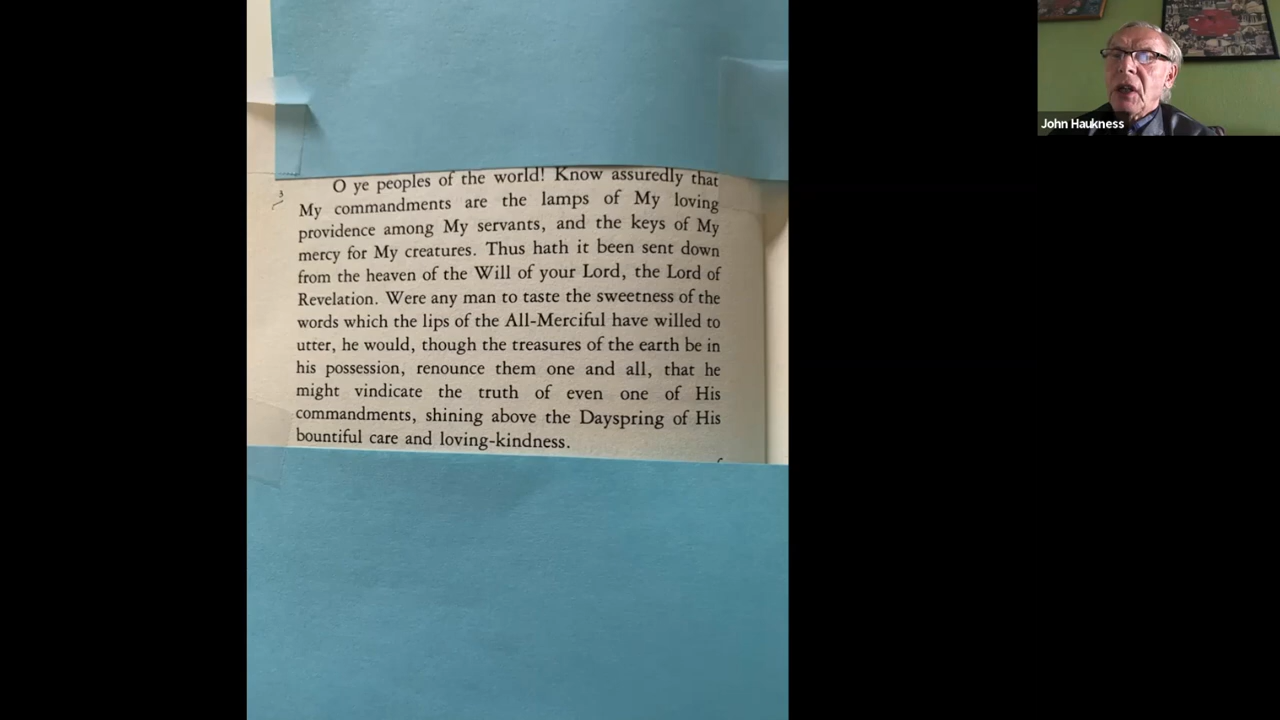 O ye peoples of the world! Know assuredly that
My commandments are the lamps of My loving
providence among My servants, and the keys of My
mercy for My creatures. Thus hath it been sent down
from the heaven of the Will of your Lord, the Lord of
Revelation. Were any man to taste the sweetness of the
words which the lips of the All-Merciful have willed to
utter, he would, though the treasures of the earth be in
his possession, renounce them one and all, that he
might vindicate the truth of even one of His
commandments, shining above the Dayspring of His
bountiful care and loving-kindness.
3
John Haukness